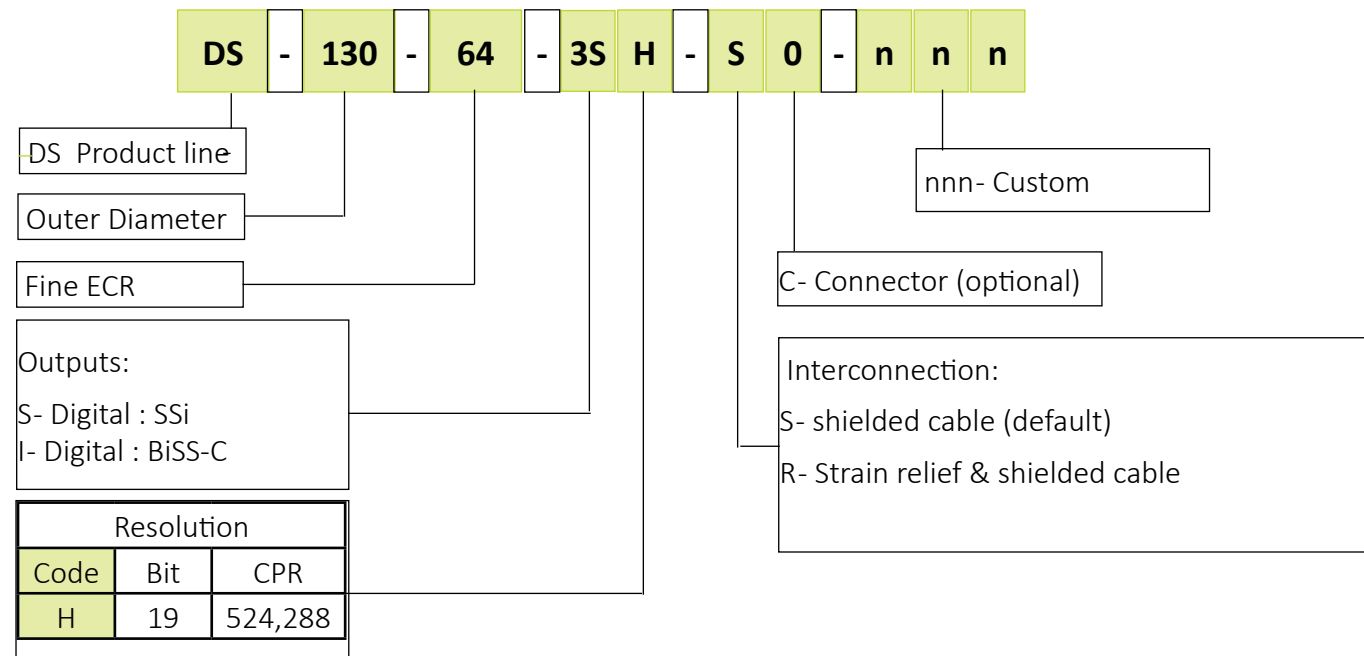 DS - 130 - 64 - 3S H - S 0 - n n n
DS Product line
Outer Diameter
Fine ECR
Outputs:
S- Digital : SSi
I- Digital : BiSS-C
Resolution
Code Bit CPR
H 19 524,288
nnn- Custom
C- Connector (optional)
Interconnection:
S- shielded cable (default)
R- Strain relief & shielded cable